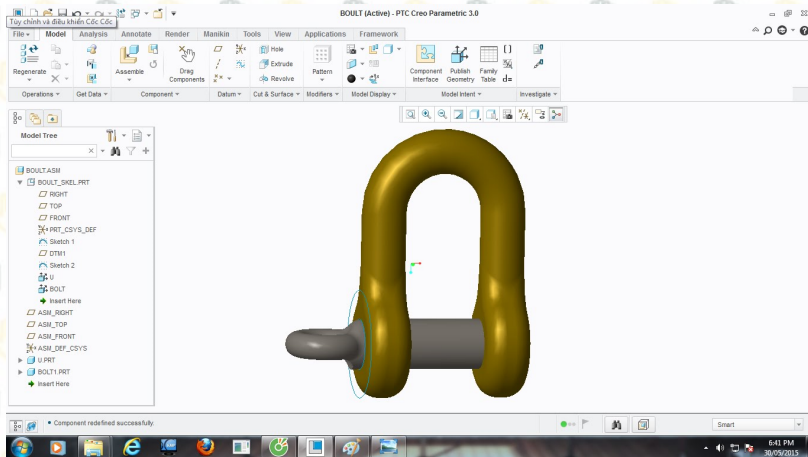 BOULT (Active) - PTC Creo Parametric 3.0
Tùy chỉnh và điều khiển Cốc Cốc
File Model Analysis Annotate Render Manikin Tools View Applications Framework
Regenerate
Assemble
Drag Components
Hole
Extrude
Revolve
Pattern
Component Interface
Publish Geometry
Family Table
d=
Operations Get Data Component Datum Cut & Surface Modifiers Model Display Model Intent Investigate
Model Tree
BOULT.ASM
BOULT_SKEL.PRT
RIGHT
TOP
FRONT
PRT_CSYS_DEF
Sketch 1
DTM1
Sketch 2
U
BOLT
Insert Here
ASM_RIGHT
ASM_TOP
ASM_FRONT
ASM_DEF_CSYS
U.PRT
BOLT1.PRT
Insert Here
Component redefined successfully.
Smart
6:41 PM
30/05/2015